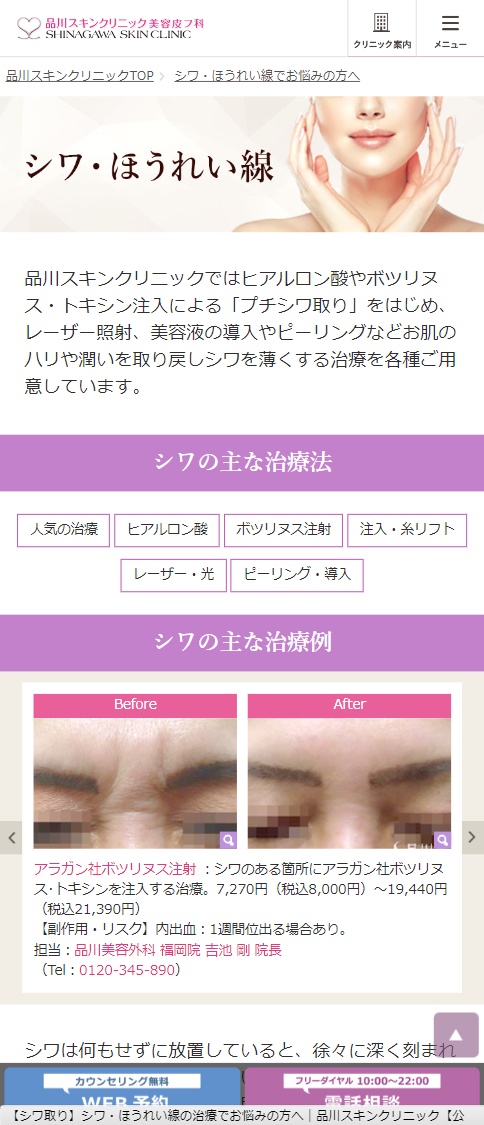 品川スキンクリニック美容皮フ科
SHINAGAWA SKIN CLINIC
クリニック案内
メニュー
品川スキンクリニックTOP
シワ・ほうれい線でお悩みの方へ
シワ・ほうれい線
品川スキンクリニックではヒアルロン酸やボツリヌ
ス・トキシン注入による「プチシワ取り」をはじめ、
レーザー照射、美容液の導入やピーリングなどお肌の
ハリや潤いを取り戻しシワを薄くする治療を各種ご用
意しています。
シワの主な治療法
人気の治療
ヒアルロン酸
ボツリヌス注射
注入・糸リフト
レーザー・光
ピーリング・導入
シワの主な治療例
Before
After
品川
アラガン社ボツリヌス注射 ：シワのある箇所にアラガン社ボツリヌ
ス･トキシンを注入する治療。7,270円（税込8,000円）～19,440円
（税込21,390円）
【副作用・リスク】内出血：1週間位出る場合あり。
担当：品川美容外科 福岡院 吉池 剛 院長
（Tel：0120-345-890）
シワは何もせずに放置していると、徐々に深く刻まれ
カウンセリング無料
WEB 予約
フリーダイヤル 10:00～22:00
電話相談
【シワ取り】シワ・ほうれい線の治療でお悩みの方へ｜品川スキンクリニック【公